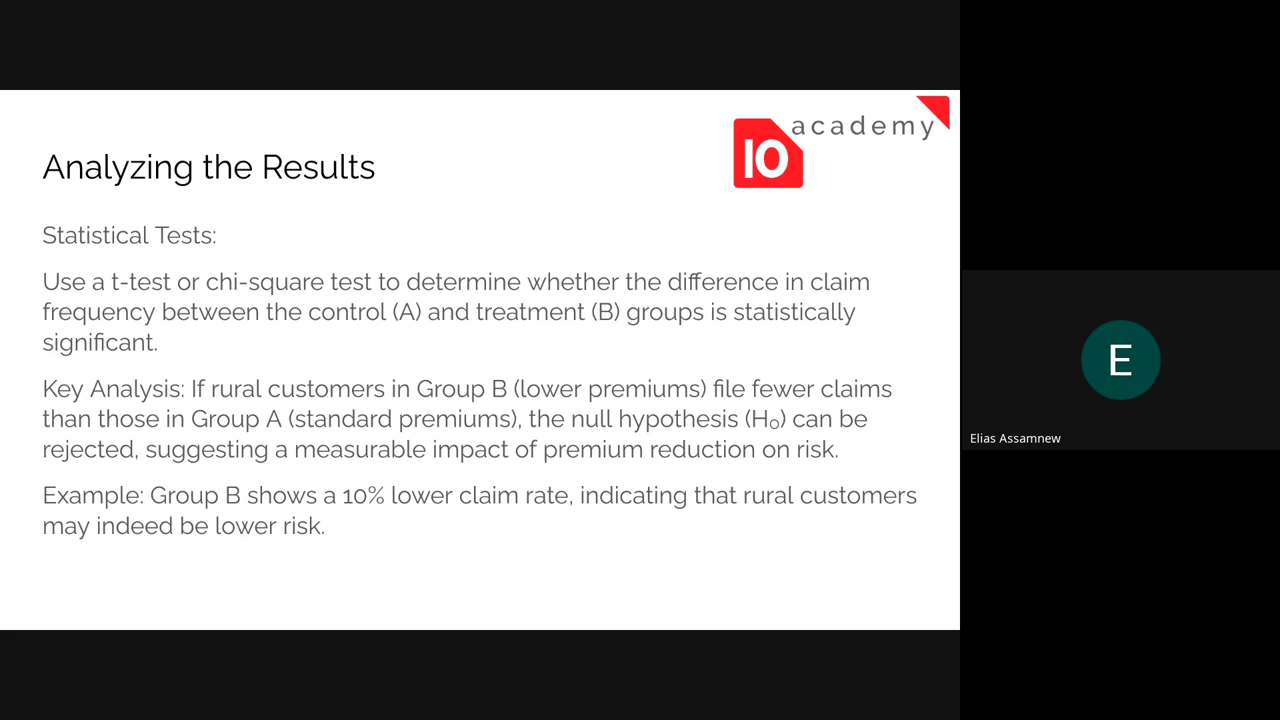 10 academy
Analyzing the Results
Statistical Tests:
Use a t-test or chi-square test to determine whether the difference in claim
frequency between the control (A) and treatment (B) groups is statistically
significant.
Key Analysis: If rural customers in Group B (lower premiums) file fewer claims
than those in Group A (standard premiums), the null hypothesis (H₀) can be
rejected, suggesting a measurable impact of premium reduction on risk.
Example: Group B shows a 10% lower claim rate, indicating that rural customers
may indeed be lower risk.
E
Elias Assamnew